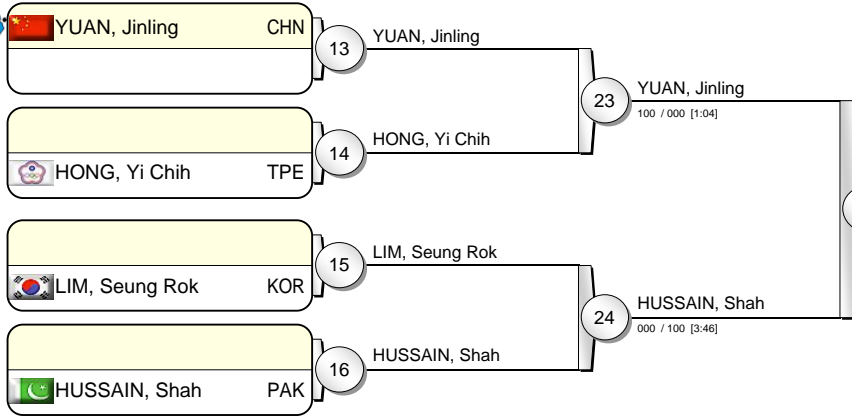 YUAN, Jinling CHN
13
YUAN, Jinling
23
YUAN, Jinling
100 / 000 [1:04]
14
HONG, Yi Chih
HONG, Yi Chih TPE
15
LIM, Seung Rok
LIM, Seung Rok KOR
24
HUSSAIN, Shah
000 / 100 [3:46]
16
HUSSAIN, Shah
HUSSAIN, Shah PAK